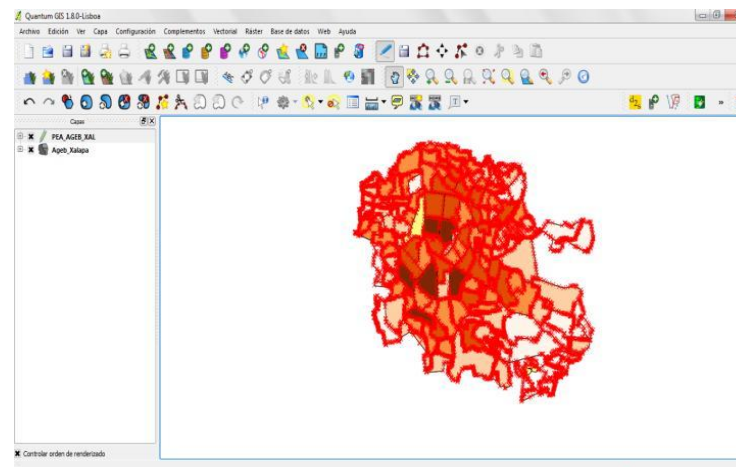 Quantum GIS 1.8.0-Lisboa
Archivo Edición Ver Capa Configuración Complementos Vectorial Ráster Base de datos Web Ayuda
Capas
PEA_AGEB_XAL
Ageb_Xalapa
Controlar orden de renderizado